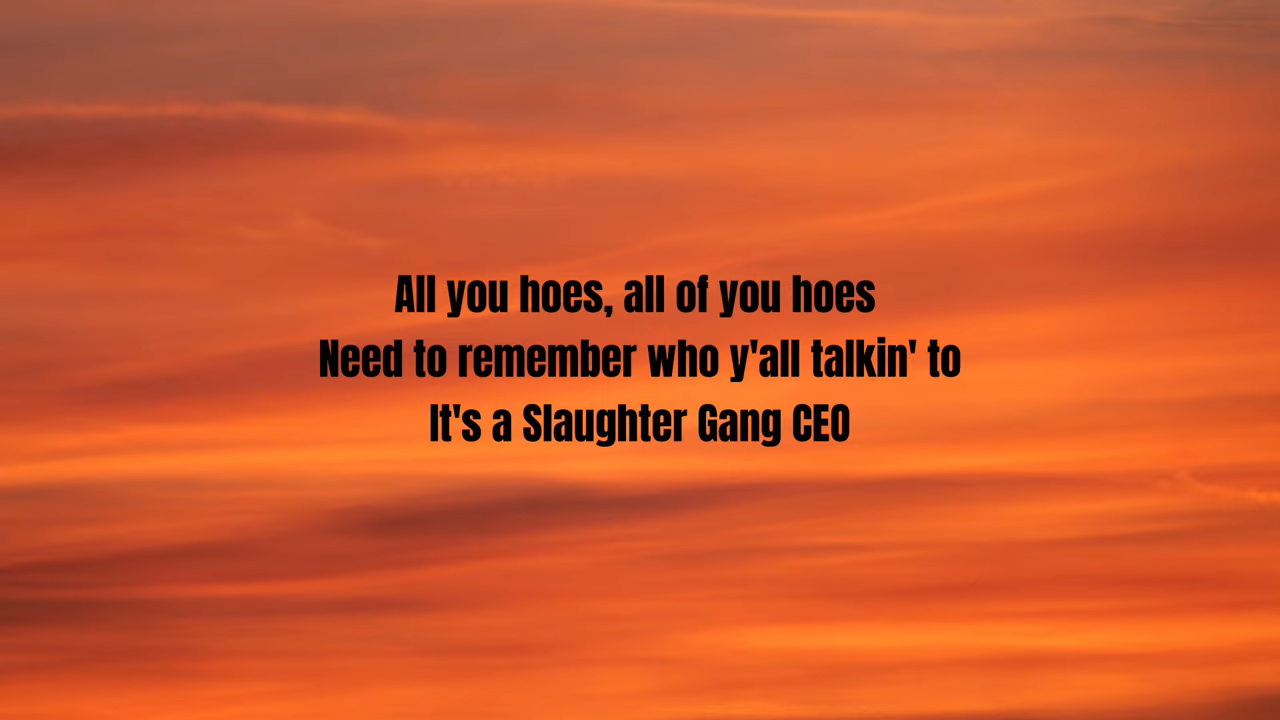 All you hoes, all of you hoes
Need to remember who y'all talkin' to
It's a Slaughter Gang CEO